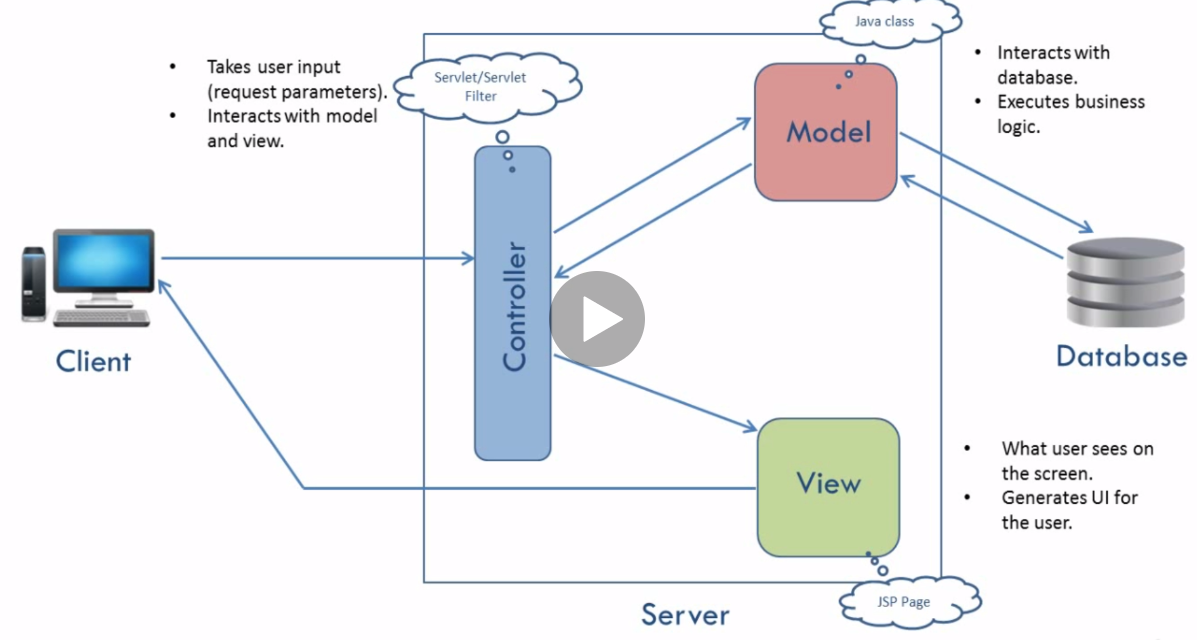 Java class
• Takes user input
(request parameters).
• Interacts with model
and view.
Servlet/Servlet
Filter
• Interacts with
database.
• Executes business
logic.
Model
Controller
Client
Database
• What user sees on
the screen.
• Generates UI for
the user.
View
JSP Page
Server